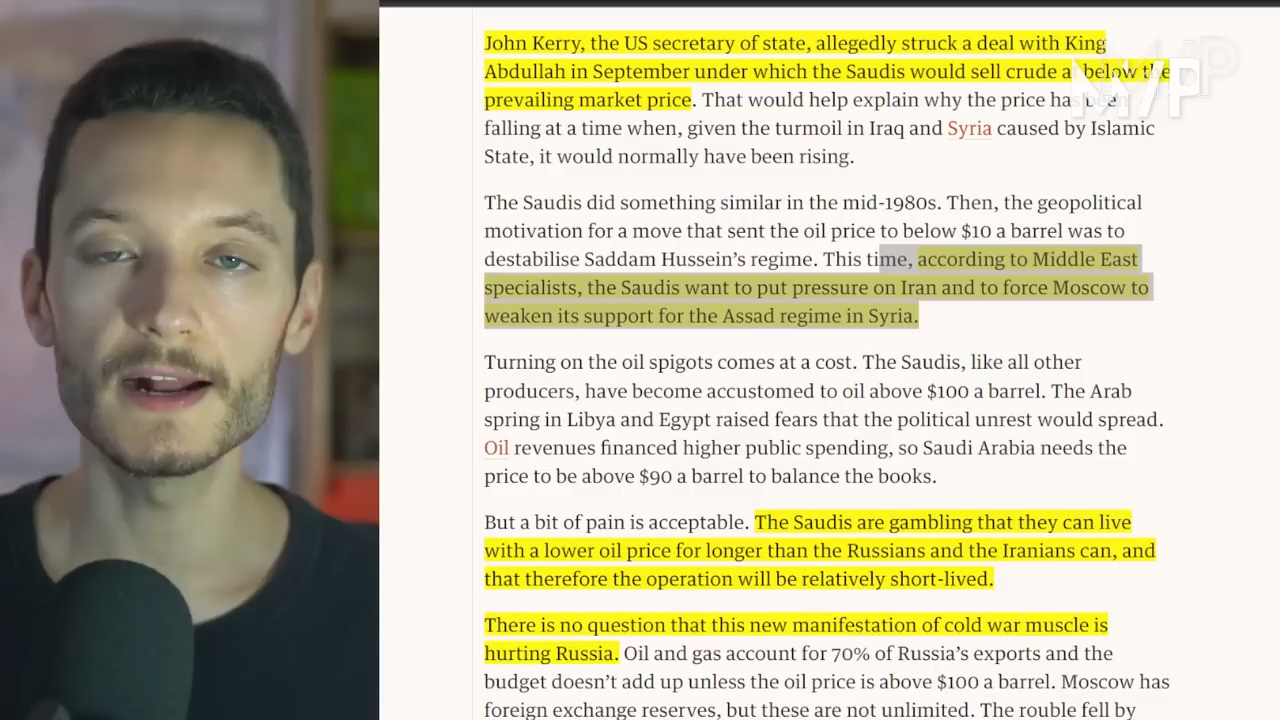 John Kerry, the US secretary of state, allegedly struck a deal with King
Abdullah in September under which the Saudis would sell crude at below the
prevailing market price. That would help explain why the price has been
falling at a time when, given the turmoil in Iraq and Syria caused by Islamic
State, it would normally have been rising.
The Saudis did something similar in the mid-1980s. Then, the geopolitical
motivation for a move that sent the oil price to below $10 a barrel was to
destabilise Saddam Hussein’s regime. This time, according to Middle East
specialists, the Saudis want to put pressure on Iran and to force Moscow to
weaken its support for the Assad regime in Syria.
Turning on the oil spigots comes at a cost. The Saudis, like all other
producers, have become accustomed to oil above $100 a barrel. The Arab
spring in Libya and Egypt raised fears that the political unrest would spread.
Oil revenues financed higher public spending, so Saudi Arabia needs the
price to be above $90 a barrel to balance the books.
But a bit of pain is acceptable. The Saudis are gambling that they can live
with a lower oil price for longer than the Russians and the Iranians can, and
that therefore the operation will be relatively short-lived.
There is no question that this new manifestation of cold war muscle is
hurting Russia. Oil and gas account for 70% of Russia’s exports and the
budget doesn’t add up unless the oil price is above $100 a barrel. Moscow has
foreign exchange reserves, but these are not unlimited. The rouble fell by